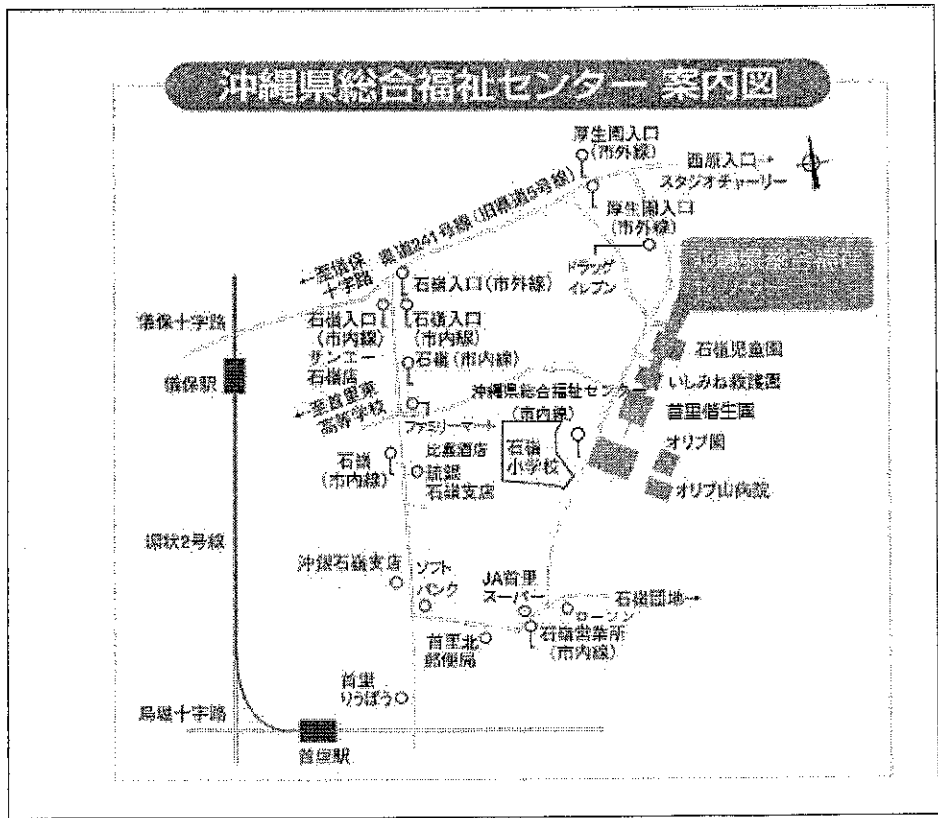 沖縄県総合福祉センター 案内図
厚生園入口
(市外線)
西原入口→
スタジオチャーリー
県道241号線(旧県道5号線)
厚生園入口
(市外線)
←至儀保
十字路
ドラッグ
イレブン
石嶺入口(市外線)
儀保十字路
石嶺入口
(市内線)
石嶺入口
(市内線)
サンエー
石嶺店
石嶺(市内線)
石嶺児童園
儀保駅
いしみね救護園
←至首里東
高等学校
沖縄県総合福祉センター
(市内線)
首里偕生園
ファミリーマート
オリブ園
比嘉酒店
石嶺
(市内線)
石嶺
小学校
琉銀
石嶺支店
オリブ山病院
環状2号線
沖銀石嶺支店
ソフト
バンク
JA首里
スーパー
石嶺団地→
ローソン
首里北
郵便局
石嶺営業所
(市内線)
首里
りうぼう
鳥堀十字路
首里駅